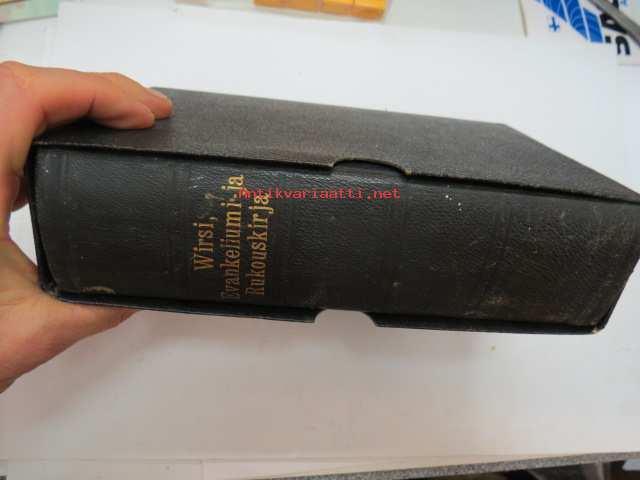 Wirsi,
Evankeliumi- ja
Rukouskirja
Antikvariaatti.net